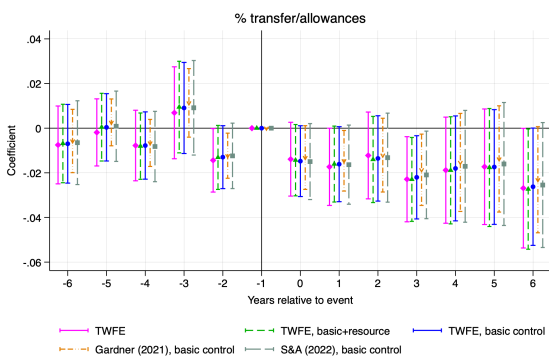 % transfer/allowances
.04
.02
0
-.02
-.04
-.06
Coefficient
-6 -5 -4 -3 -2 -1 0 1 2 3 4 5 6
Years relative to event
TWFE TWFE, basic+resource TWFE, basic control
Gardner (2021), basic control S&A (2022), basic control